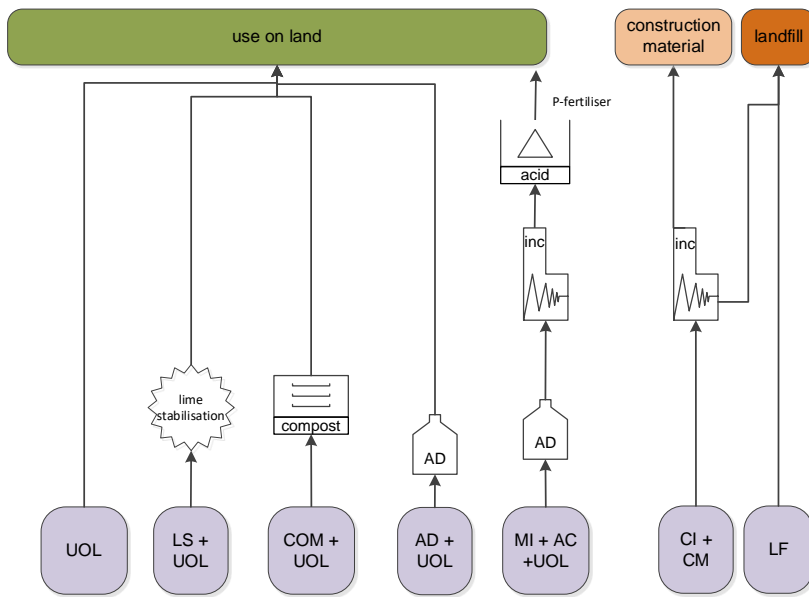 use on land
construction
material
landfill
P-fertiliser
acid
inc
inc
lime
stabilisation
compost
AD
AD
UOL
LS +
UOL
COM +
UOL
AD +
UOL
MI + AC
+UOL
CI +
CM
LF